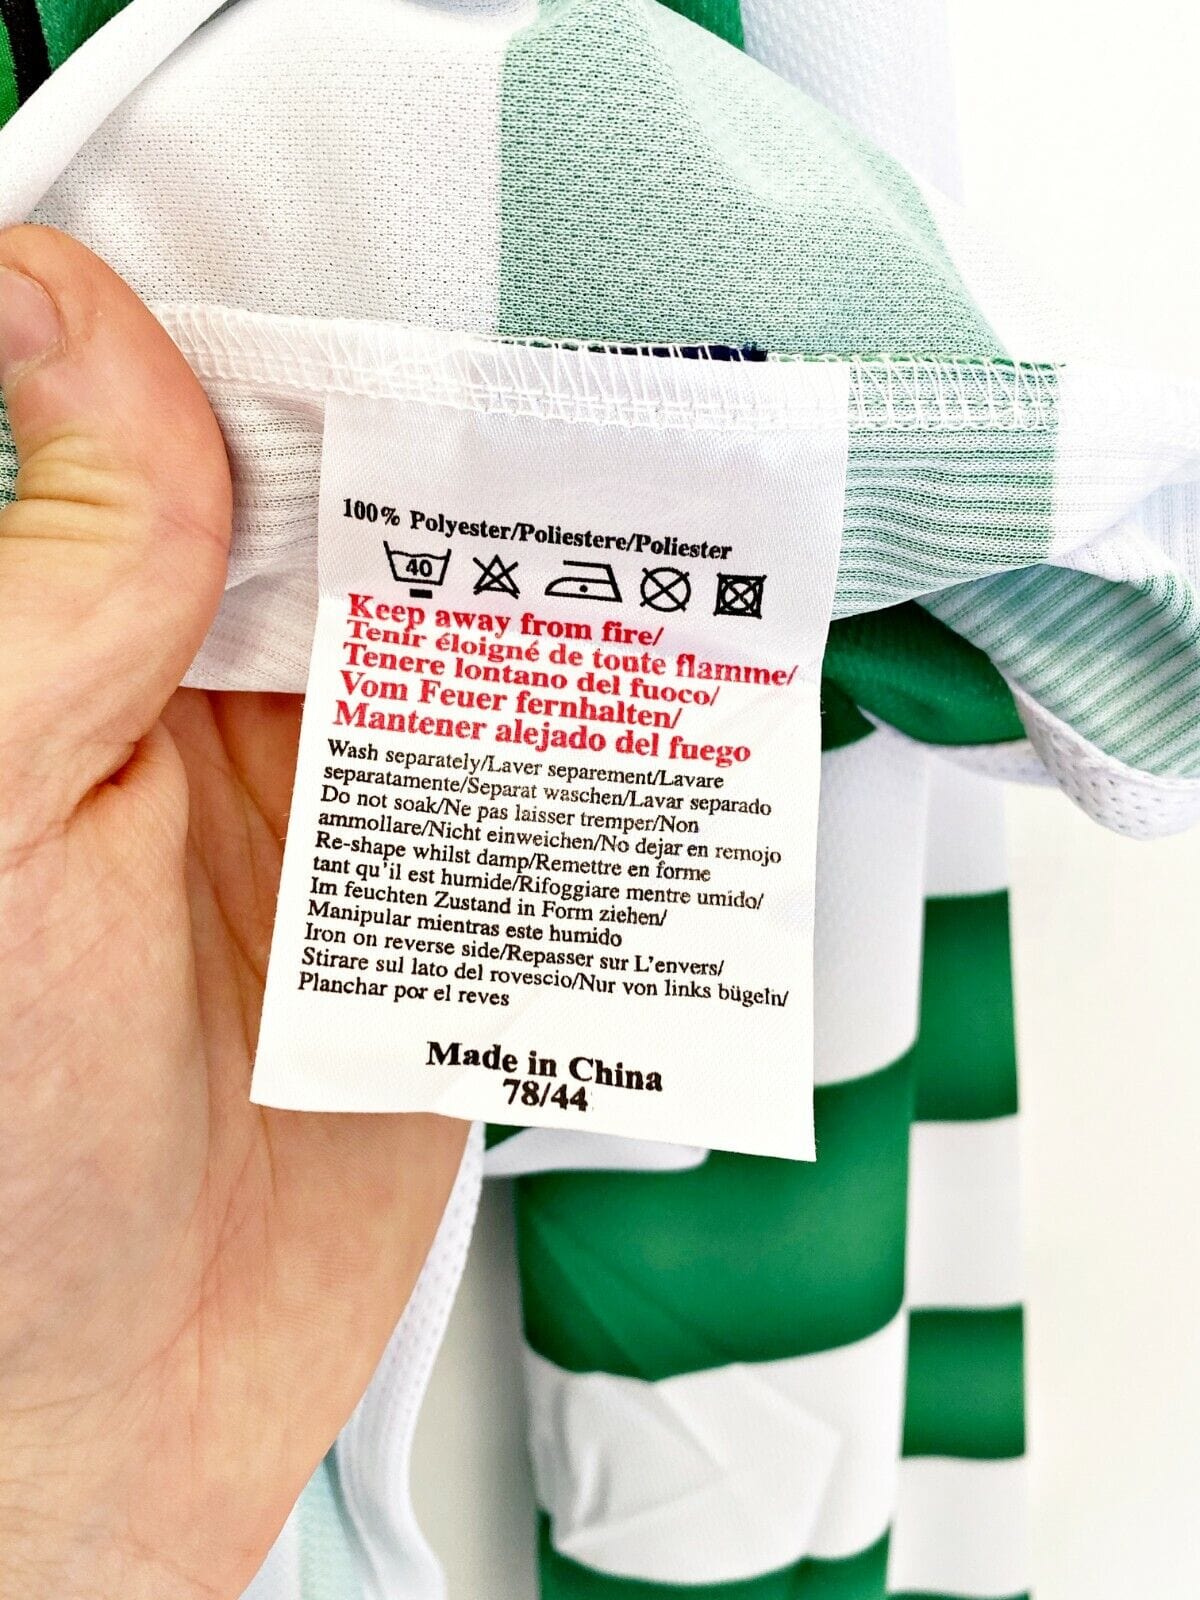 100% Polyester/Poliestere/Poliester
40
Keep away from fire/
Tenir éloigné de toute flamme/
Tenere lontano del fuoco/
Vom Feuer fernhalten/
Mantener alejado del fuego
Wash separately/Laver separement/Lavare
separatamente/Separat waschen/Lavar separado
Do not soak/Ne pas laisser tremper/Non
ammollare/Nicht einweichen/No dejar en remojo
Re-shape whilst damp/Remettre en forme
tant qu'il est humide/Rifoggiare mentre umido/
Im feuchten Zustand in Form ziehen/
Manipular mientras este humido
Iron on reverse side/Repasser sur L'envers/
Stirare sul lato del rovescio/Nur von links bügeln/
Planchar por el reves
Made in China
78/44